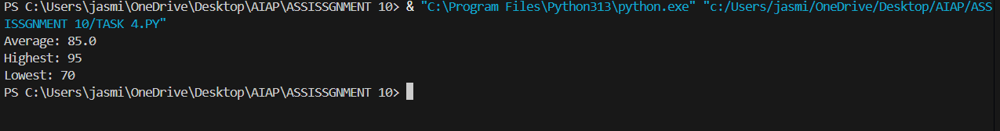 PS C:\Users\jasmi\OneDrive\Desktop\AIAP\ASSISSGNMENT 10> & "C:\Program Files\Python313\python.exe" "c:/Users/jasmi/OneDrive/Desktop/AIAP/ASS
ISSGNMENT 10/TASK 4.PY"
Average: 85.0
Highest: 95
Lowest: 70
PS C:\Users\jasmi\OneDrive\Desktop\AIAP\ASSISSGNMENT 10>